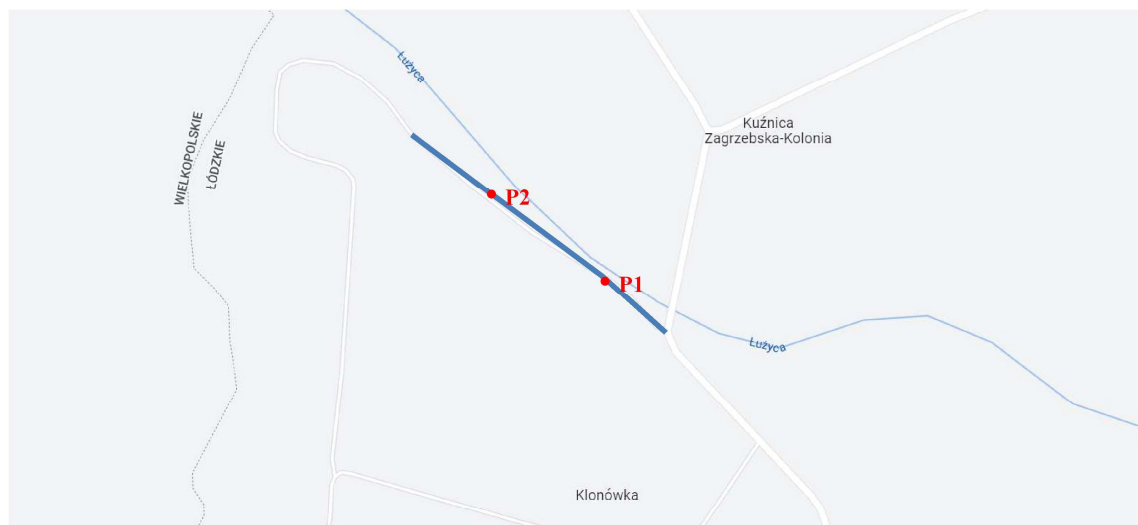 Łużyca
WIELKOPOLSKIE
ŁÓDZKIE
Kuźnica
Zagrzebska-Kolonia
P2
P1
Łużyca
Klonówka